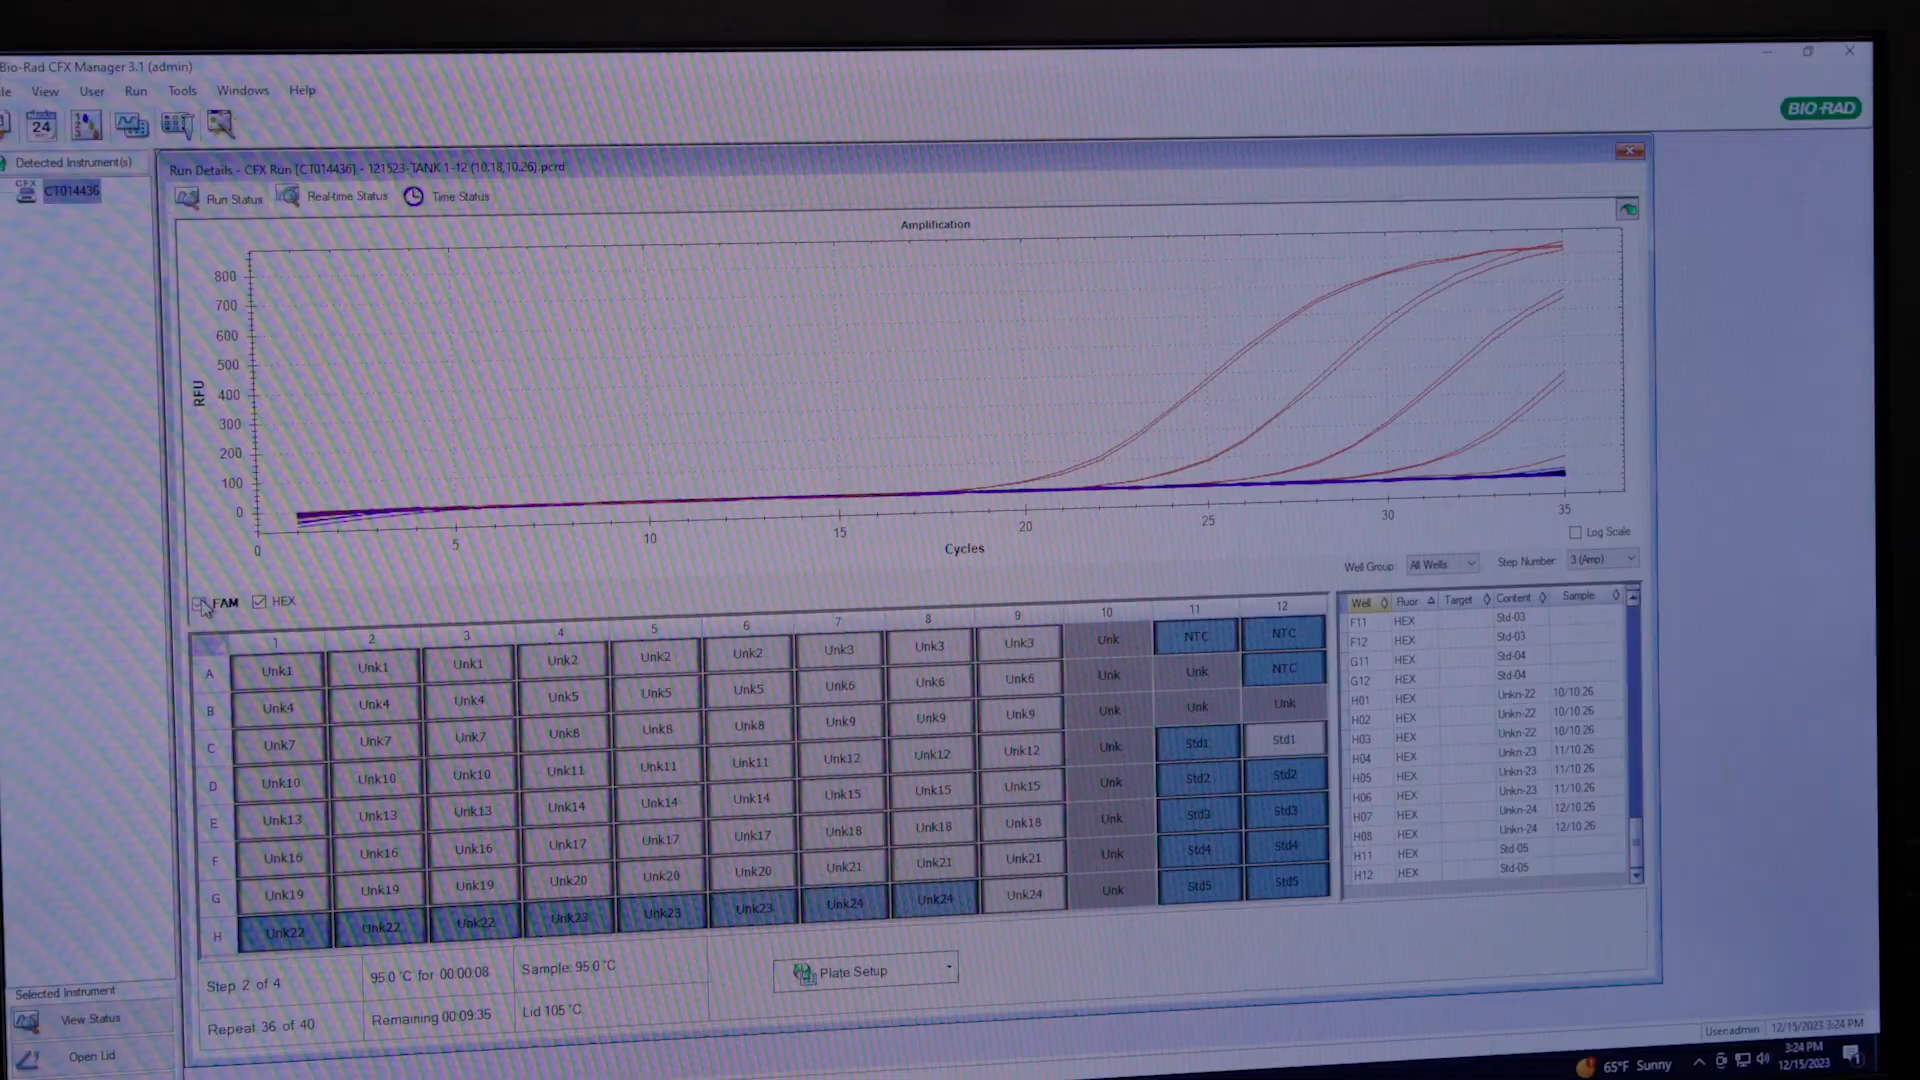 Bio-Rad CFX Manager 3.1 (admin)
View User Run Tools Windows Help
24
BIO-RAD
Detected Instrument(s)
CFX
CT014436
Run Details - CFX Run [CT014436] - 121523-TANK 1-12 (10.18,10.26).pcrd
Run Status Real-time Status Time Status
Amplification
800
700
600
500
400
300
200
100
0
RFU
0 5 10 15 20 25 30 35
Cycles
Log Scale
Well Group: All Wells Step Number: 3 (Amp)
FAM HEX
1 2 3 4 5 6 7 8 9 10 11 12
A Unk1 Unk1 Unk1 Unk2 Unk2 Unk2 Unk3 Unk3 Unk3 Unk NTC NTC
B Unk4 Unk4 Unk4 Unk5 Unk5 Unk5 Unk6 Unk6 Unk6 Unk Unk NTC
C Unk7 Unk7 Unk7 Unk8 Unk8 Unk8 Unk9 Unk9 Unk9 Unk Unk Unk
D Unk10 Unk10 Unk10 Unk11 Unk11 Unk11 Unk12 Unk12 Unk12 Unk Std1 Std1
E Unk13 Unk13 Unk13 Unk14 Unk14 Unk14 Unk15 Unk15 Unk15 Unk Std2 Std2
F Unk16 Unk16 Unk16 Unk17 Unk17 Unk17 Unk18 Unk18 Unk18 Unk Std3 Std3
G Unk19 Unk19 Unk19 Unk20 Unk20 Unk20 Unk21 Unk21 Unk21 Unk Std4 Std4
H Unk22 Unk22 Unk22 Unk23 Unk23 Unk23 Unk24 Unk24 Unk24 Unk Std5 Std5
Well Fluor Target Content Sample
F11 HEX Std-03
F12 HEX Std-03
G11 HEX Std-04
G12 HEX Std-04
H01 HEX Unkn-22 10/10.26
H02 HEX Unkn-22 10/10.26
H03 HEX Unkn-22 10/10.26
H04 HEX Unkn-23 11/10.26
H05 HEX Unkn-23 11/10.26
H06 HEX Unkn-23 11/10.26
H07 HEX Unkn-24 12/10.26
H08 HEX Unkn-24 12/10.26
H11 HEX Std-05
H12 HEX Std-05
Step 2 of 4 95.0 °C for 00:00:08 Sample: 95.0 °C
Repeat 36 of 40 Remaining 00:09:35 Lid 105 °C
Plate Setup
Selected Instrument
View Status
Open Lid
User:admin 12/15/2023 3:24 PM
65°F Sunny
3:24 PM
12/15/2023
1